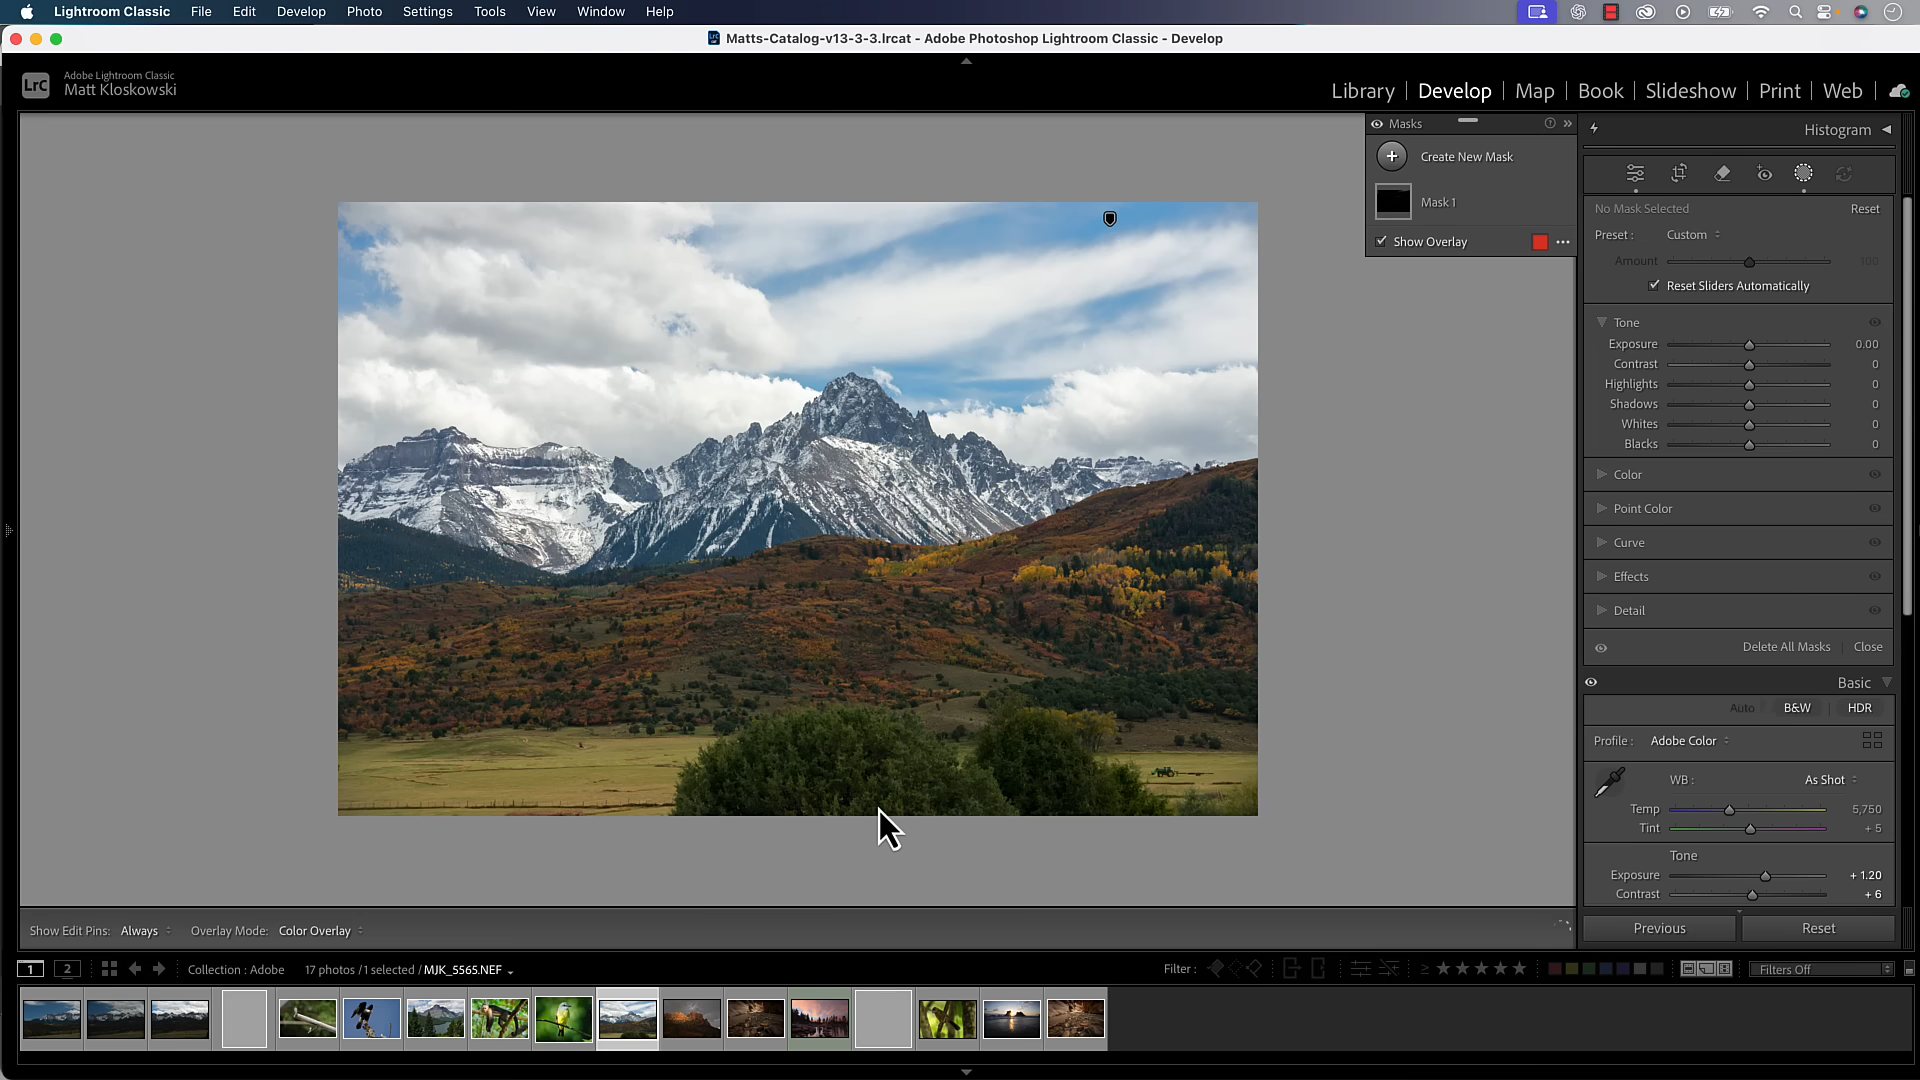 Lightroom Classic File Edit Develop Photo Settings Tools View Window Help
Matts-Catalog-v13-3-3.lrcat - Adobe Photoshop Lightroom Classic - Develop
LrC
Adobe Lightroom Classic
Matt Kloskowski
Library | Develop | Map | Book | Slideshow | Print | Web |
Masks
Create New Mask
Mask 1
Show Overlay
Histogram
No Mask Selected Reset
Preset : Custom
Amount 100
Reset Sliders Automatically
Tone
Exposure 0.00
Contrast 0
Highlights 0
Shadows 0
Whites 0
Blacks 0
Color
Point Color
Curve
Effects
Detail
Delete All Masks | Close
Basic
Auto B&W | HDR
Profile : Adobe Color
WB : As Shot
Temp 5,750
Tint + 5
Tone
Exposure + 1.20
Contrast + 6
Previous Reset
Show Edit Pins: Always Overlay Mode: Color Overlay
1 2 Collection : Adobe 17 photos / 1 selected / MJK_5565.NEF Filter : ≥ Filters Off